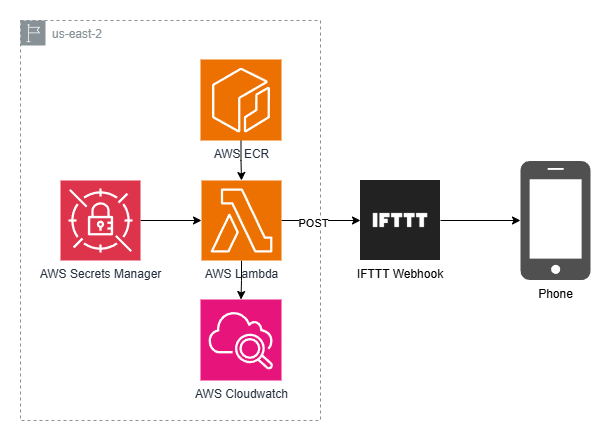 us-east-2
AWS ECR
AWS Secrets Manager
AWS Lambda
POST
IFTTT
IFTTT Webhook
Phone
AWS Cloudwatch